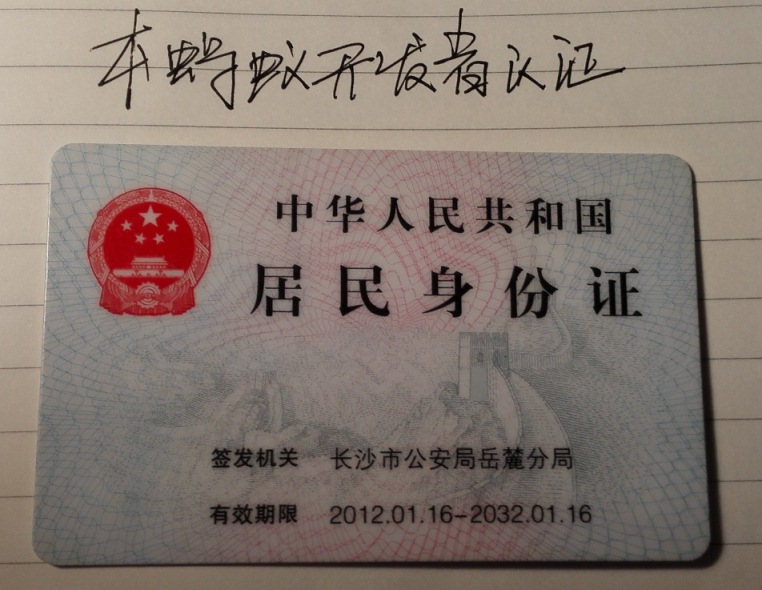 本蚂蚁开发者认证
中华人民共和国
居民身份证
签发机关 长沙市公安局岳麓分局
有效期限 2012.01.16-2032.01.16